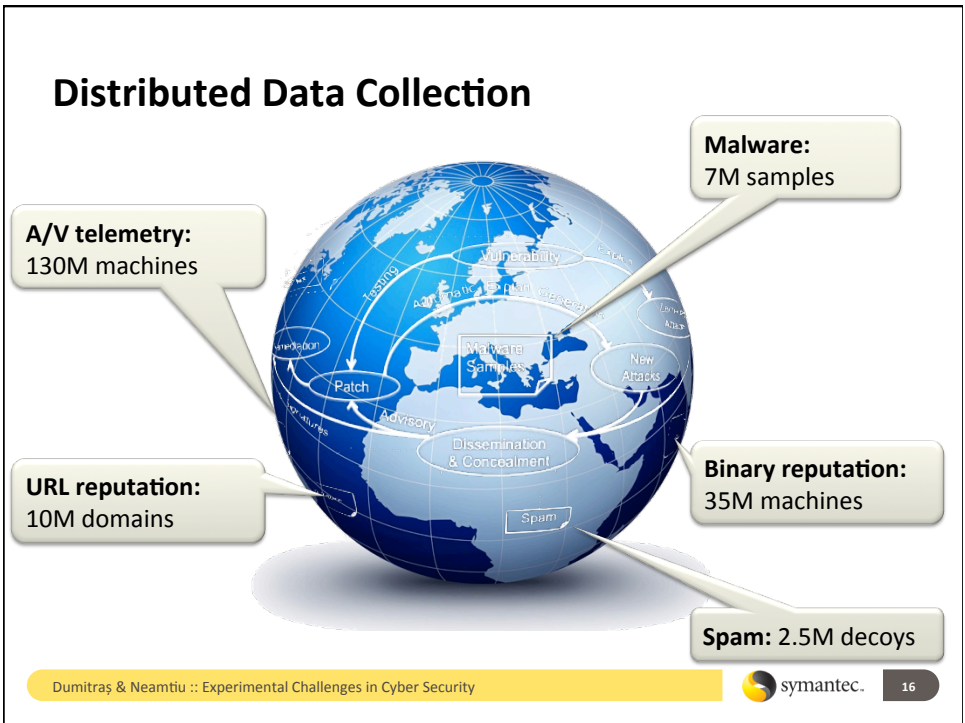 Distributed Data Collection
Malware:
7M samples
A/V telemetry:
130M machines
Vulnerability
Testing
Malware
Samples
New
Attacks
Patch
Advisory
Dissemination
& Concealment
URL reputation:
10M domains
Binary reputation:
35M machines
Spam
Spam: 2.5M decoys
Dumitraș & Neamtiu :: Experimental Challenges in Cyber Security
symantec.
16